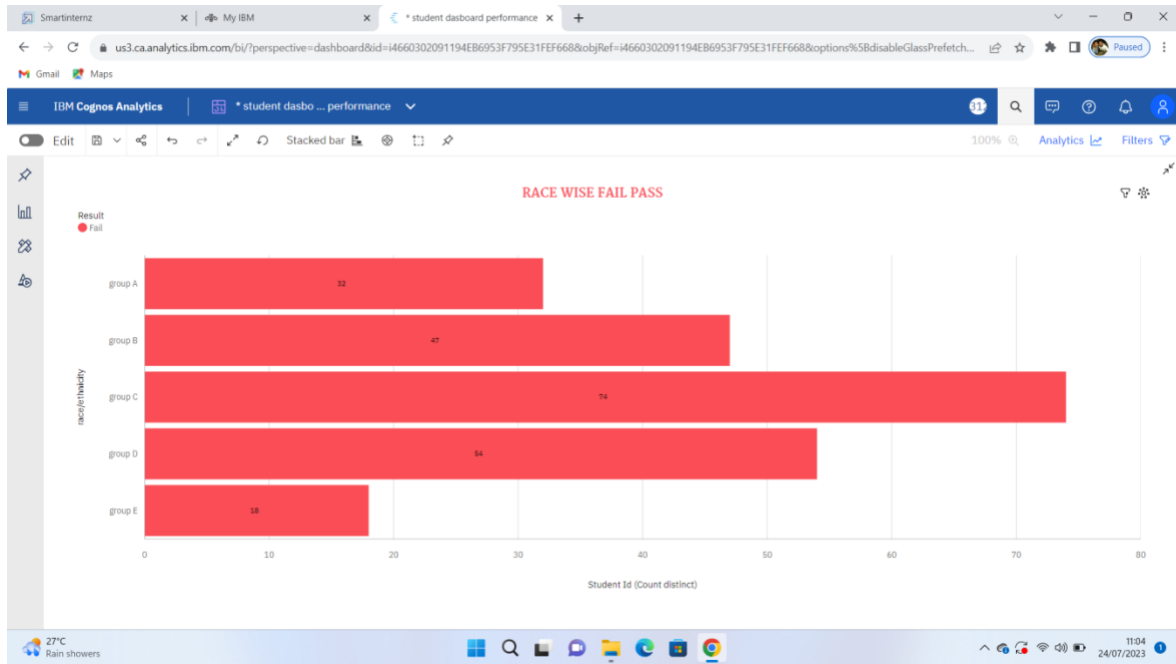 Smartinternz
My IBM
* student dasboard performance
us3.ca.analytics.ibm.com/bi/?perspective=dashboard&id=i4660302091194EB6953F795E31FEF668&objRef=i4660302091194EB6953F795E31FEF668&options%5BdisableGlassPrefetch...
Paused
Gmail
Maps
IBM Cognos Analytics
* student dasbo ... performance
Edit
Stacked bar
100%
Analytics
Filters
RACE WISE FAIL PASS
Result
Fail
race/ethnicity
group A
32
group B
47
group C
74
group D
54
group E
18
0 10 20 30 40 50 60 70 80
Student Id (Count distinct)
27°C
Rain showers
11:04
24/07/2023
1